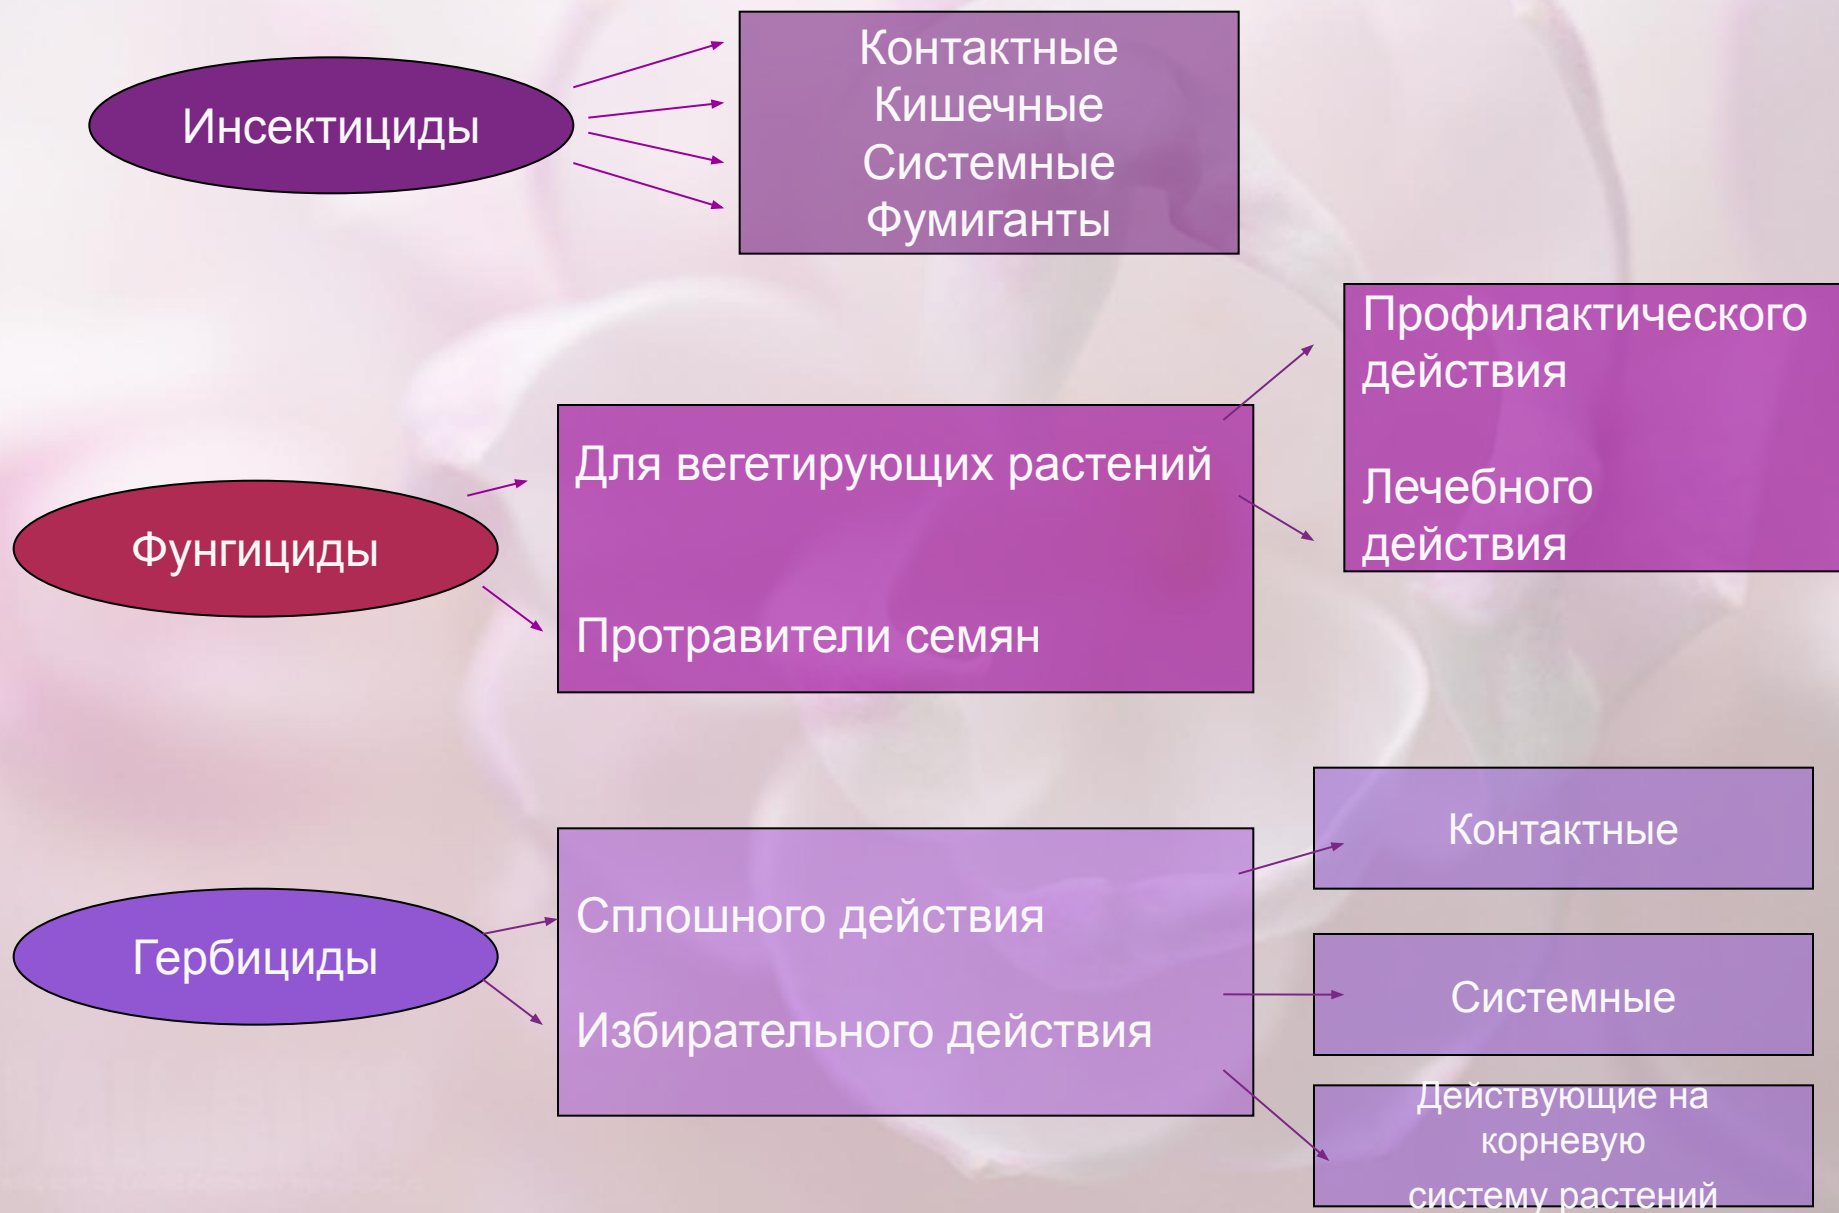 Инсектициды
Контактные
Кишечные
Системные
Фумиганты
Фунгициды
Для вегетирующих растений
Протравители семян
Профилактического
действия
Лечебного
действия
Гербициды
Сплошного действия
Избирательного действия
Контактные
Системные
Действующие на
корневую
систему растений